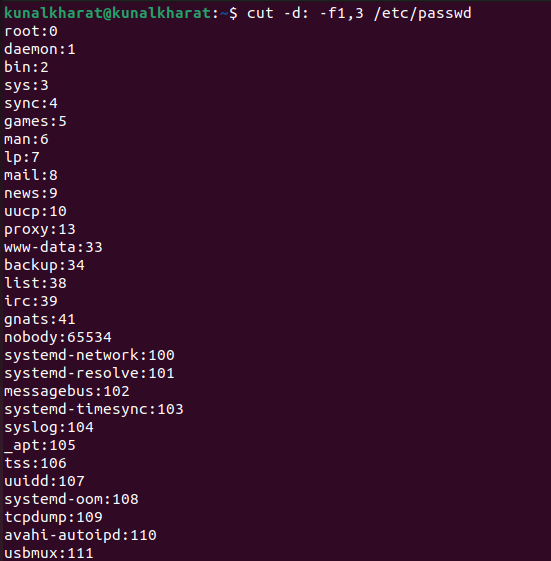 kunalkharat@kunalkharat:~$ cut -d: -f1,3 /etc/passwd
root:0
daemon:1
bin:2
sys:3
sync:4
games:5
man:6
lp:7
mail:8
news:9
uucp:10
proxy:13
www-data:33
backup:34
list:38
irc:39
gnats:41
nobody:65534
systemd-network:100
systemd-resolve:101
messagebus:102
systemd-timesync:103
syslog:104
_apt:105
tss:106
uuidd:107
systemd-oom:108
tcpdump:109
avahi-autoipd:110
usbmux:111